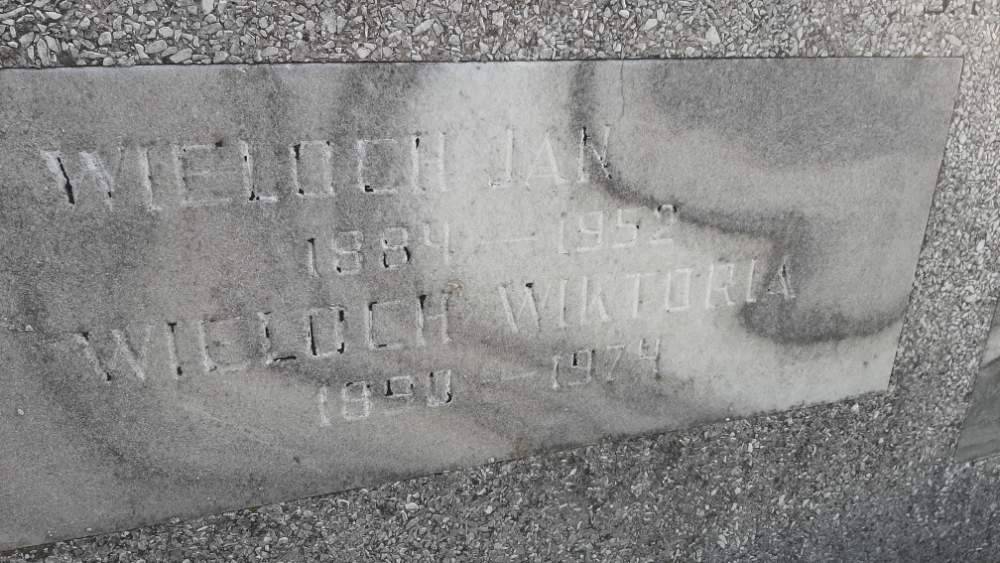 WIELOCH JAN
1884 — 1952
WIELOCH WIKTORIA
1890 — 1974